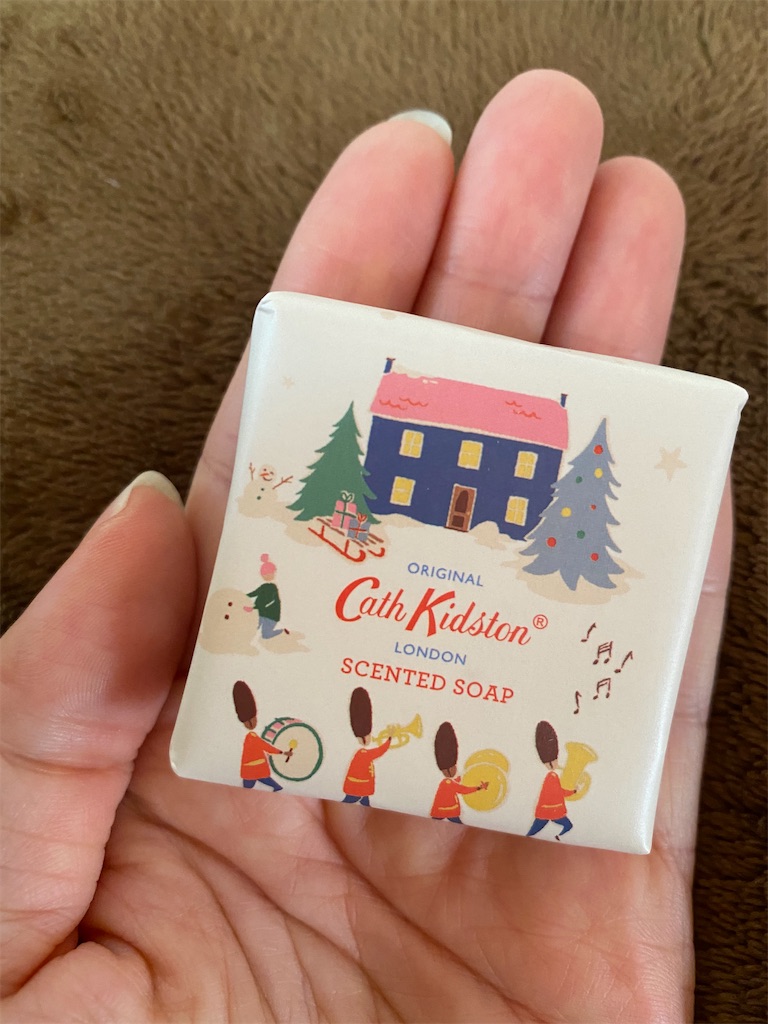 ORIGINAL
Cath Kidston®
LONDON
SCENTED SOAP